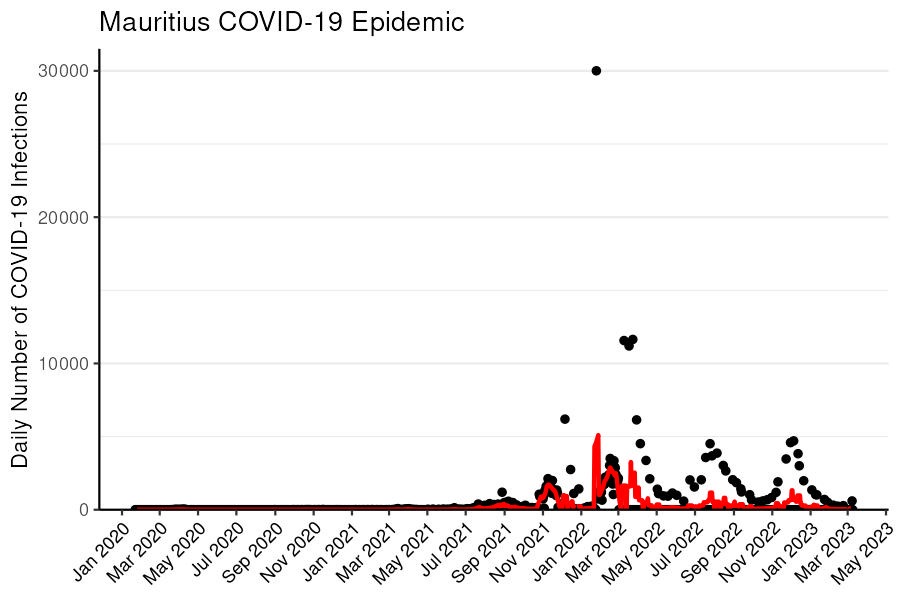 Mauritius COVID-19 Epidemic
Daily Number of COVID-19 Infections
30000
20000
10000
0
Jan 2020
Mar 2020
May 2020
Jul 2020
Sep 2020
Nov 2020
Jan 2021
Mar 2021
May 2021
Jul 2021
Sep 2021
Nov 2021
Jan 2022
Mar 2022
May 2022
Jul 2022
Sep 2022
Nov 2022
Jan 2023
Mar 2023
May 2023